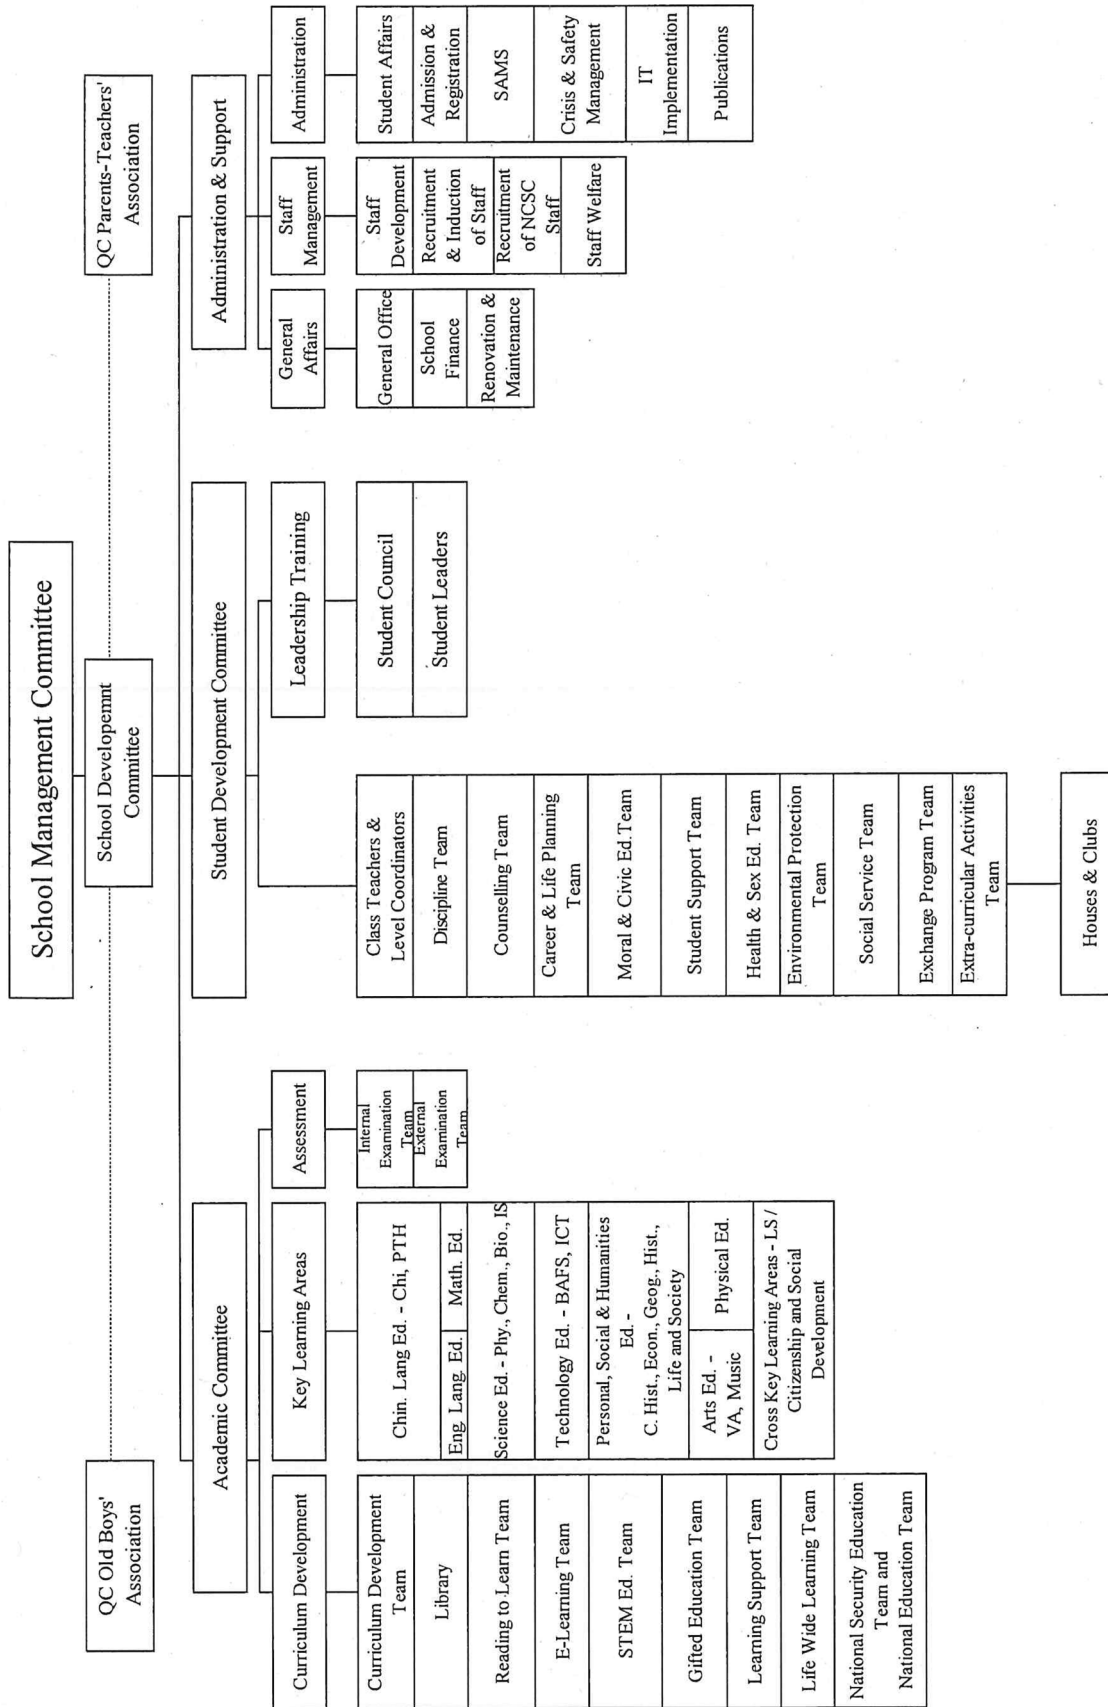 School Management Committee
QC Old Boys'
Association
School Developemnt
Committee
QC Parents-Teachers'
Association
Academic Committee
Student Development Committee
Administration & Support
Curriculum Development
Key Learning Areas
Assessment
Leadership Training
General
Affairs
Staff
Management
Administration
Curriculum Development
Team
Library
Reading to Learn Team
E-Learning Team
STEM Ed. Team
Gifted Education Team
Learning Support Team
Life Wide Learning Team
National Security Education
Team and
National Education Team
Chin. Lang Ed. - Chi, PTH
Eng. Lang. Ed.
Math. Ed.
Science Ed. - Phy., Chem., Bio., IS
Technology Ed. - BAFS, ICT
Personal, Social & Humanities
Ed. -
C. Hist., Econ., Geog., Hist.,
Life and Society
Arts Ed. -
VA, Music
Physical Ed.
Cross Key Learning Areas - LS /
Citizenship and Social
Development
Internal
Examination
Team
External
Examination
Team
Class Teachers &
Level Coordinators
Discipline Team
Counselling Team
Career & Life Planning
Team
Moral & Civic Ed.Team
Student Support Team
Health & Sex Ed. Team
Environmental Protection
Team
Social Service Team
Exchange Program Team
Extra-curricular Activities
Team
Houses & Clubs
Student Council
Student Leaders
General Office
School
Finance
Renovation &
Maintenance
Staff
Development
Recruitment
& Induction
of Staff
Recruitment
of NCSC
Staff
Staff Welfare
Student Affairs
Admission &
Registration
SAMS
Crisis & Safety
Management
IT
Implementation
Publications